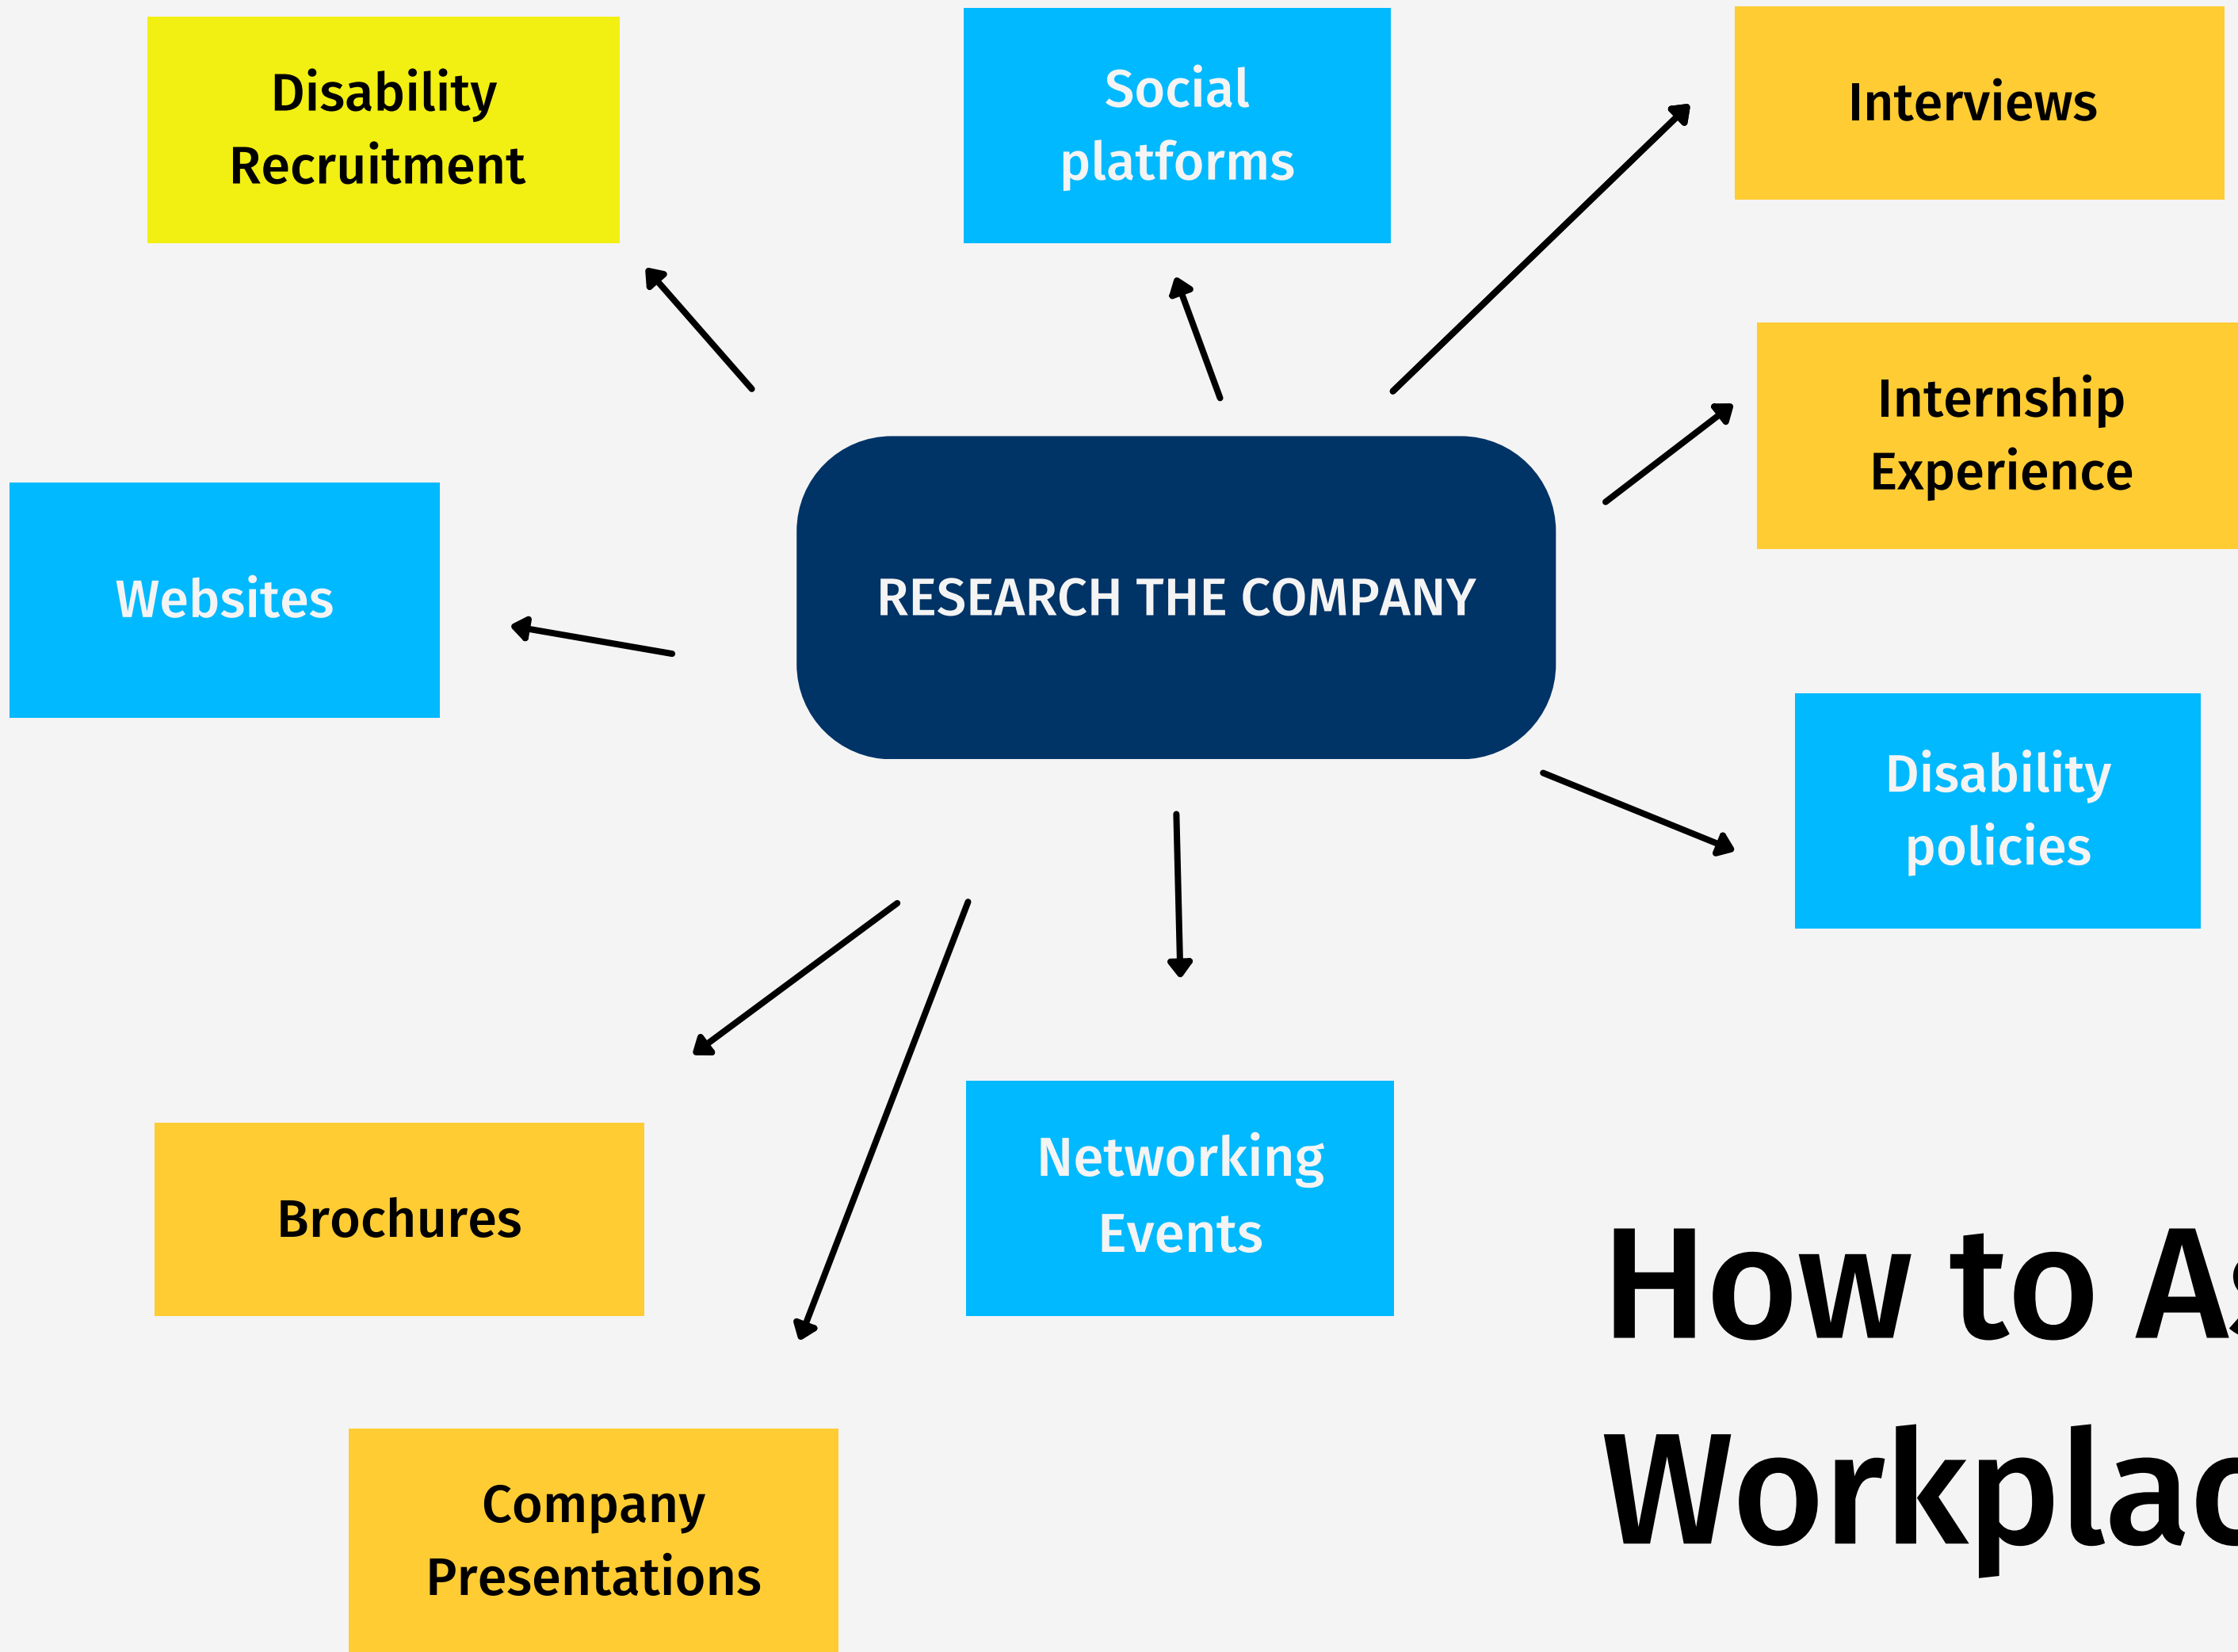 Disability
Recruitment
Social
platforms
Interviews
Internship
Experience
Websites
RESEARCH THE COMPANY
Disability
policies
Brochures
Networking
Events
Company
Presentations
How to